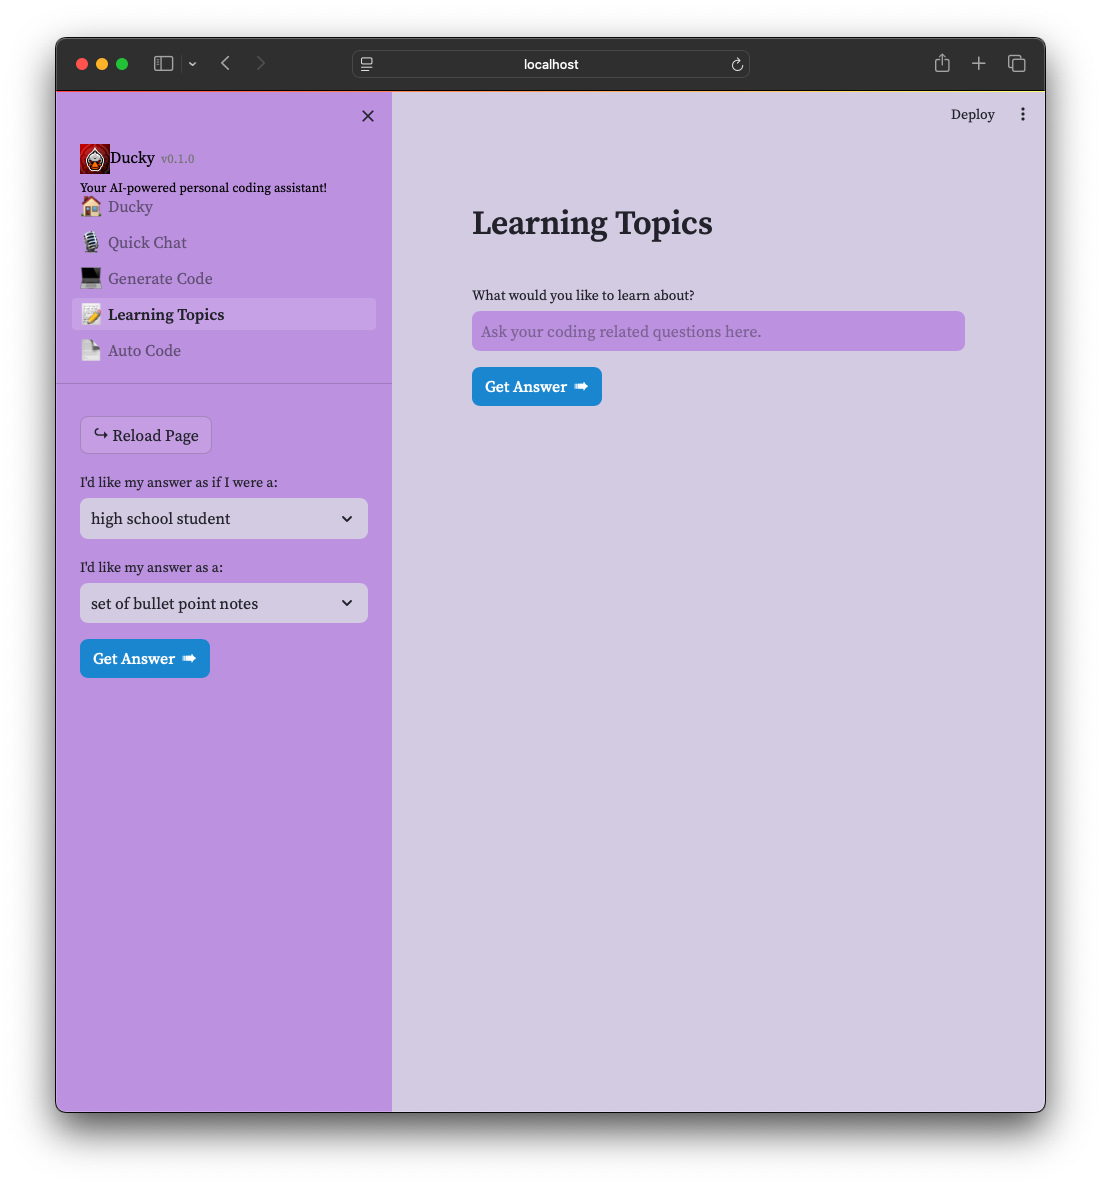 localhost
Deploy
Ducky v0.1.0
Your AI-powered personal coding assistant!
Ducky
Quick Chat
Generate Code
Learning Topics
Auto Code
Reload Page
I'd like my answer as if I were a:
high school student
I'd like my answer as a:
set of bullet point notes
Get Answer
Learning Topics
What would you like to learn about?
Ask your coding related questions here.
Get Answer